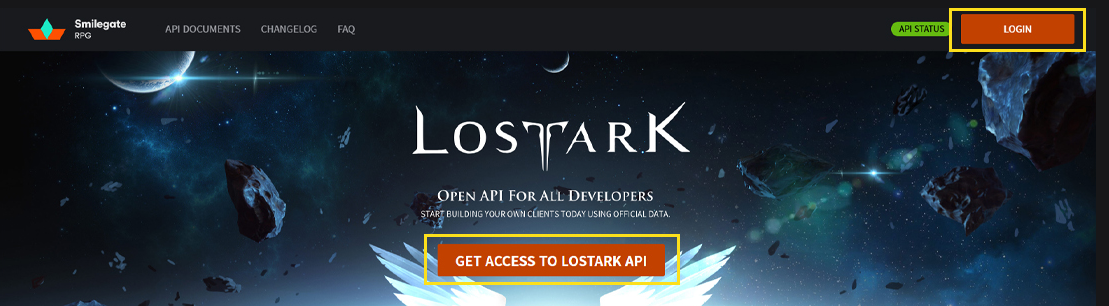 Smilegate
RPG
API DOCUMENTS
CHANGELOG
FAQ
API STATUS
LOGIN
LOSTARK
OPEN API FOR ALL DEVELOPERS
START BUILDING YOUR OWN CLIENTS TODAY USING OFFICIAL DATA.
GET ACCESS TO LOSTARK API